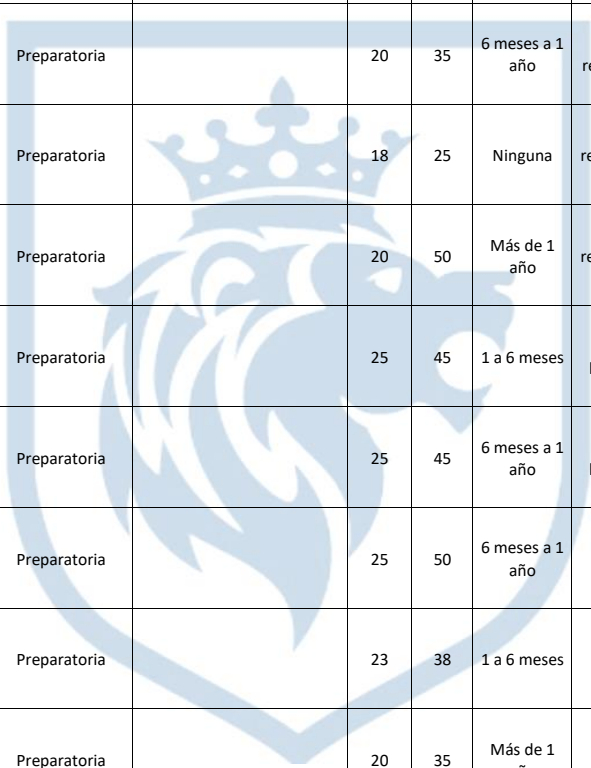 Preparatoria 20 35 6 meses a 1
año
Preparatoria 18 25 Ninguna
Preparatoria 20 50 Más de 1
año
Preparatoria 25 45 1 a 6 meses
Preparatoria 25 45 6 meses a 1
año
Preparatoria 25 50 6 meses a 1
año
Preparatoria 23 38 1 a 6 meses
Preparatoria 20 35 Más de 1